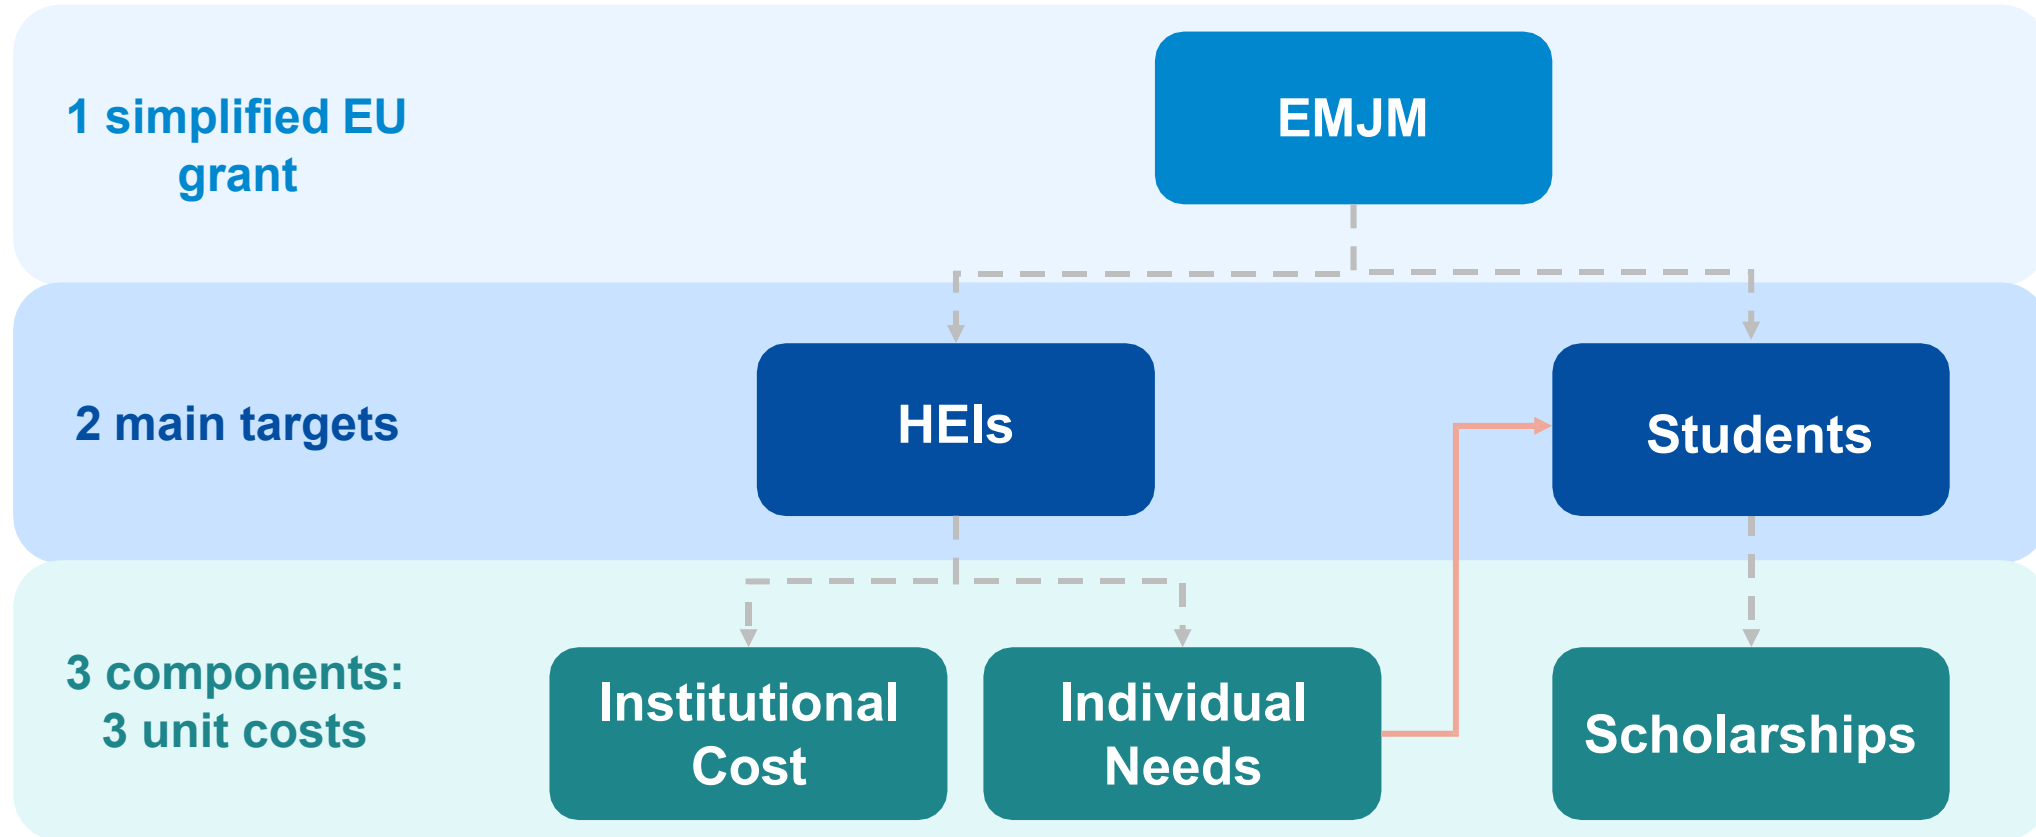 1 simplified EU
grant
EMJM
2 main targets
HEIs
Students
3 components:
3 unit costs
Institutional
Cost
Individual
Needs
Scholarships